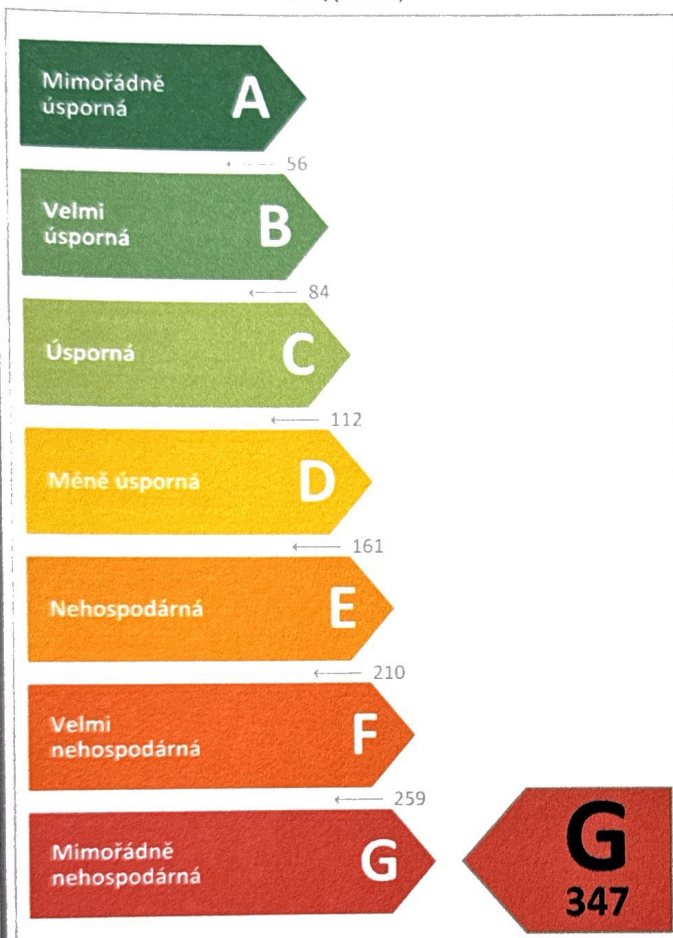 Mimořádně
úsporná
A
← 56
Velmi
úsporná
B
← 84
Úsporná
C
← 112
Méně úsporná
D
← 161
Nehospodárná
E
← 210
Velmi
nehospodárná
F
← 259
Mimořádně
nehospodárná
G
G
347